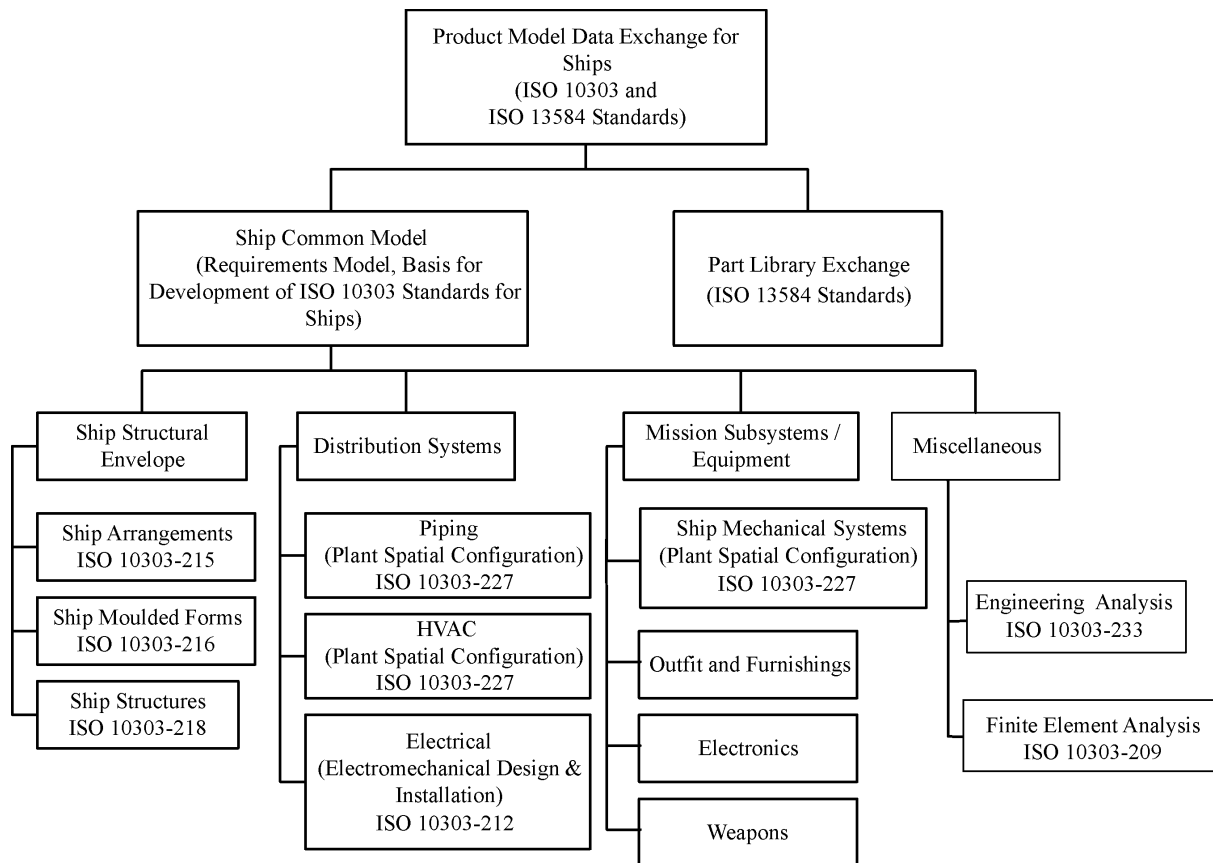 Product Model Data Exchange for
Ships
(ISO 10303 and
ISO 13584 Standards)
Ship Common Model
(Requirements Model, Basis for
Development of ISO 10303 Standards for
Ships)
Part Library Exchange
(ISO 13584 Standards)
Ship Structural
Envelope
Distribution Systems
Mission Subsystems /
Equipment
Miscellaneous
Ship Arrangements
ISO 10303-215
Ship Moulded Forms
ISO 10303-216
Ship Structures
ISO 10303-218
Piping
(Plant Spatial Configuration)
ISO 10303-227
HVAC
(Plant Spatial Configuration)
ISO 10303-227
Electrical
(Electromechanical Design &
Installation)
ISO 10303-212
Ship Mechanical Systems
(Plant Spatial Configuration)
ISO 10303-227
Outfit and Furnishings
Electronics
Weapons
Engineering Analysis
ISO 10303-233
Finite Element Analysis
ISO 10303-209